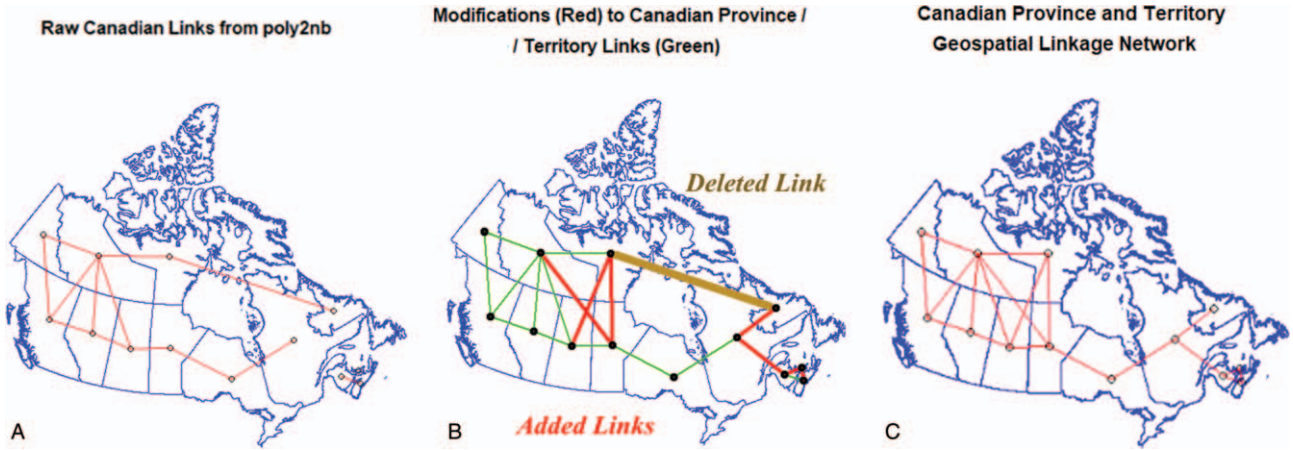 Raw Canadian Links from poly2nb
Modifications (Red) to Canadian Province /
/ Territory Links (Green)
Canadian Province and Territory
Geospatial Linkage Network
Deleted Link
Added Links
A
B
C